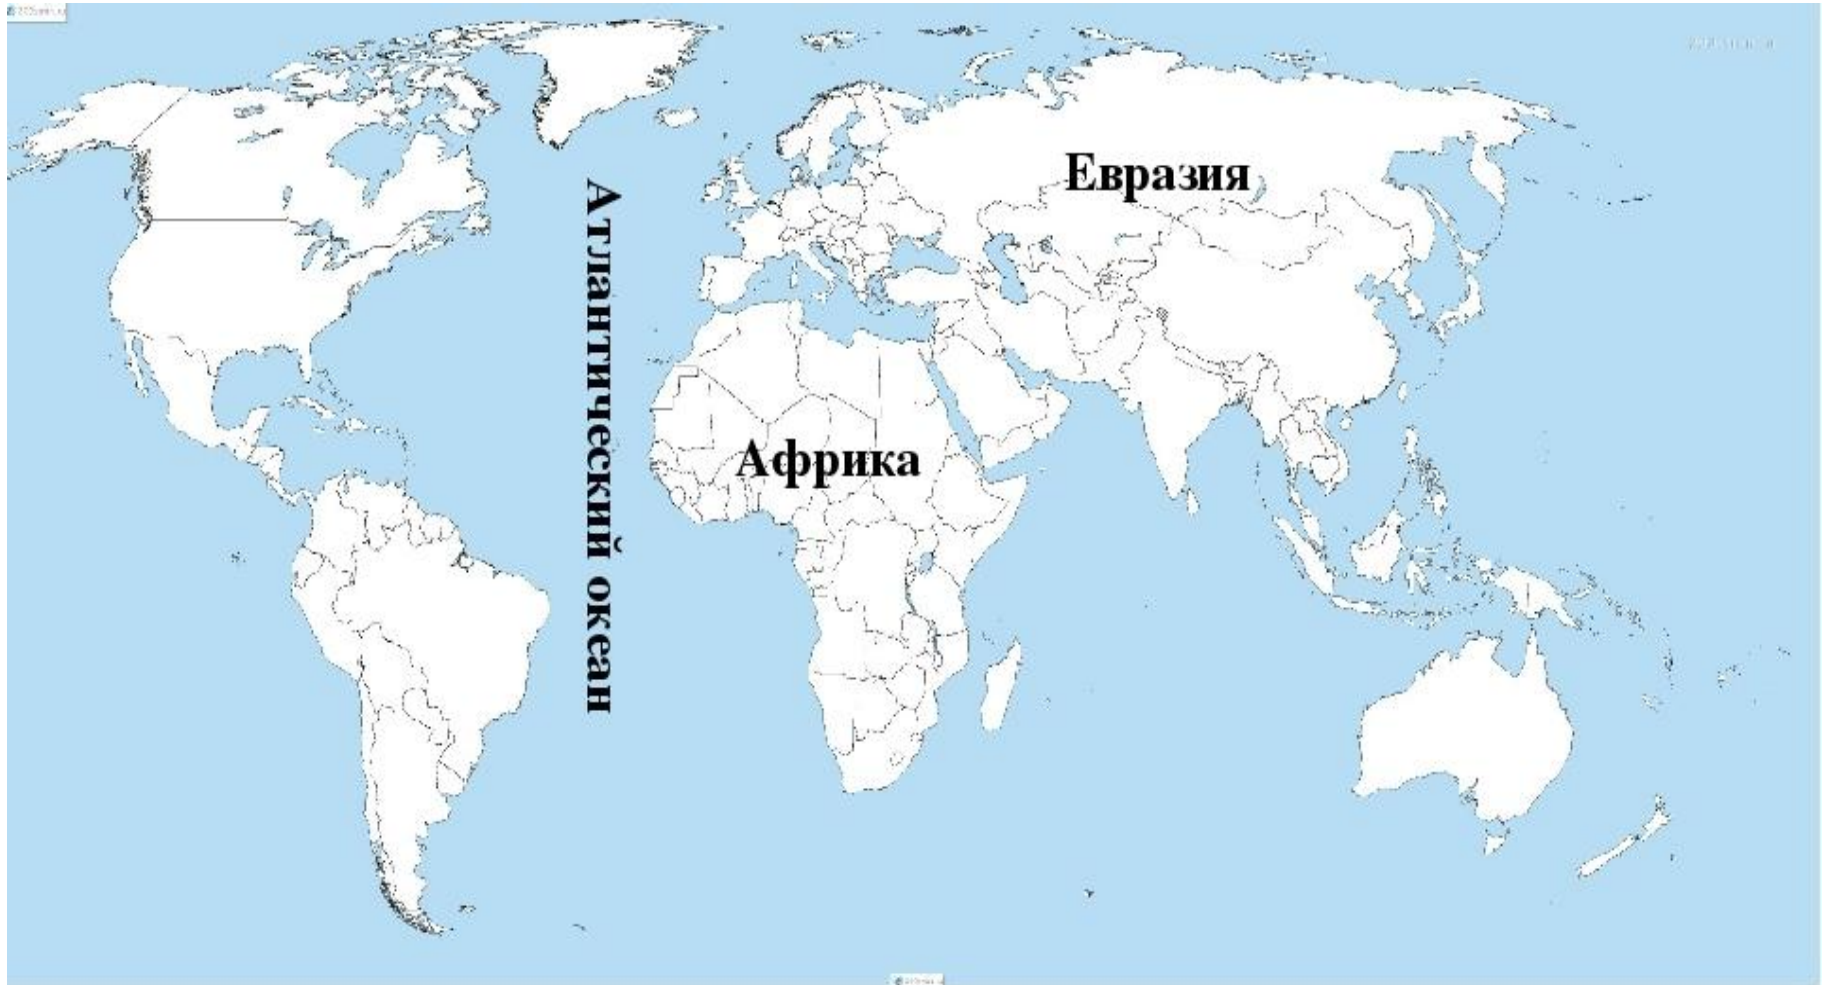 Евразия
Атлантический океан
Африка